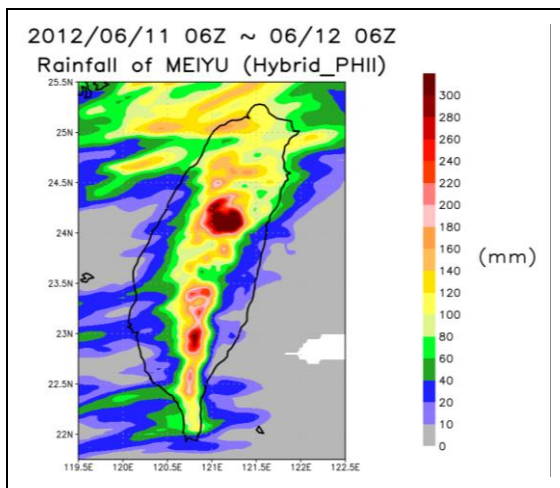 2012/06/11 06Z ~ 06/12 06Z
Rainfall of MEIYU (Hybrid_PHII)
25.5N
25N
24.5N
24N
23.5N
23N
22.5N
22N
119.5E 120E 120.5E 121E 121.5E 122E 122.5E
300
280
260
240
220
200
180
160
140
120
100
80
60
40
20
10
0
(mm)